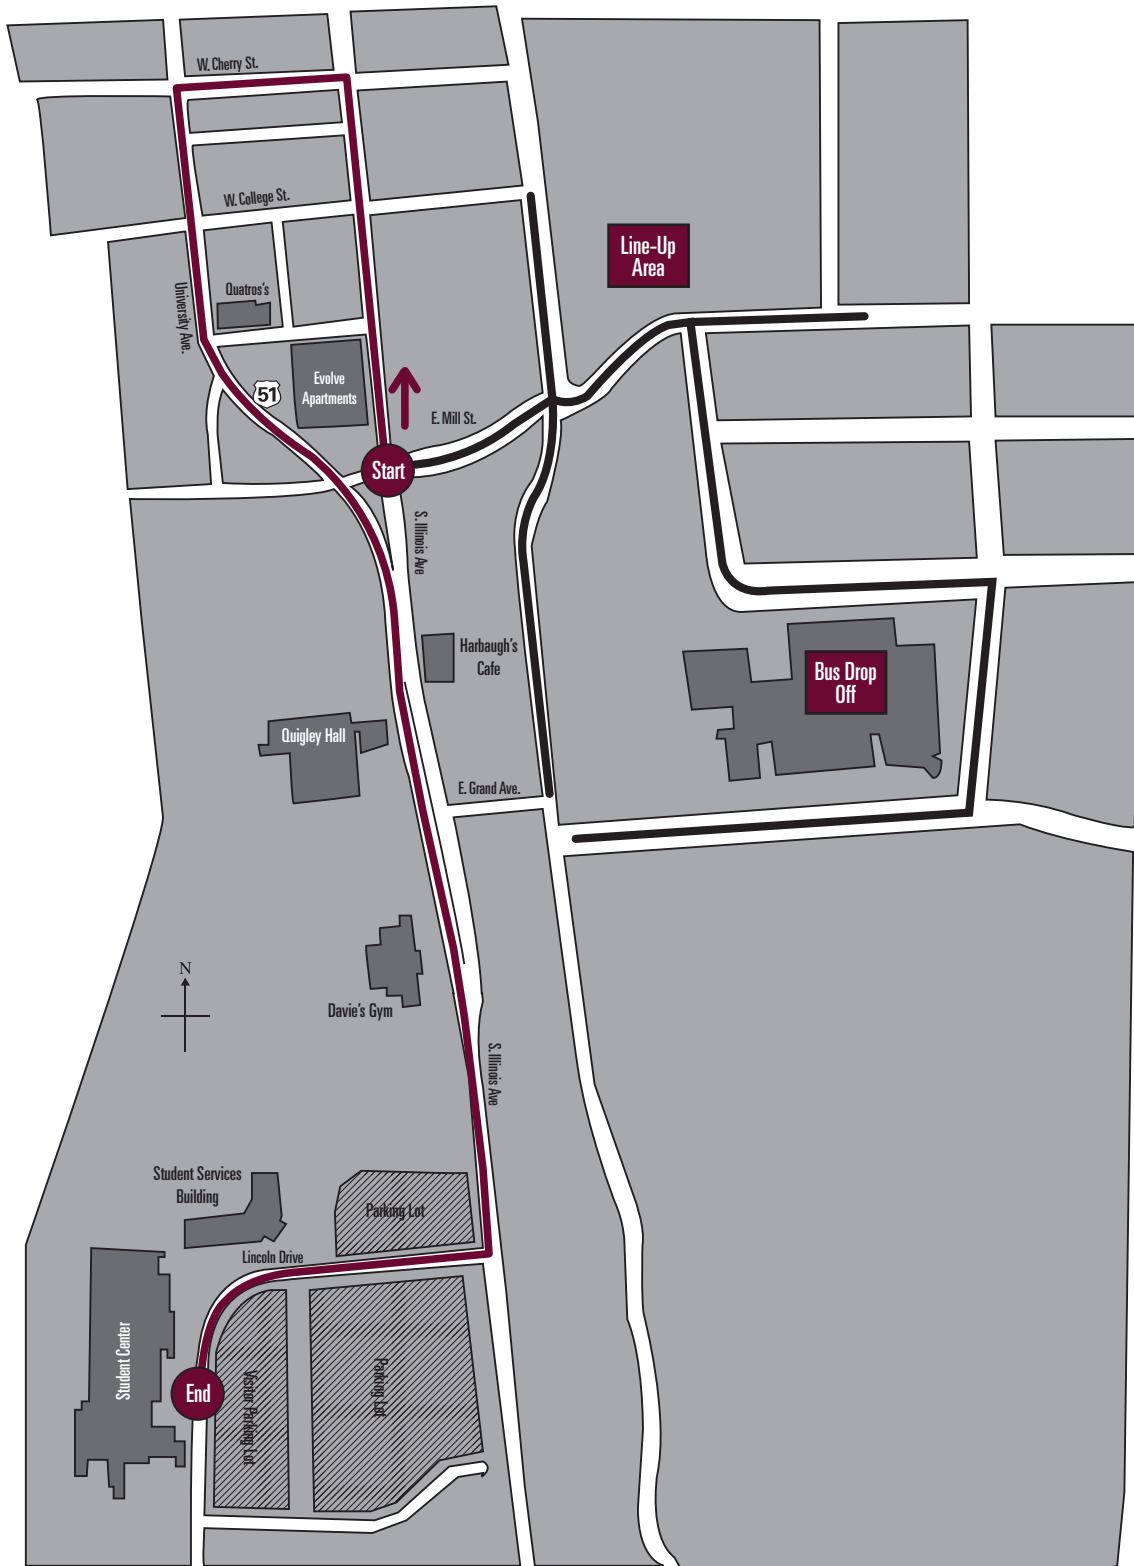 W. Cherry St.
W. College St.
Line-Up
Area
Quatros's
University Ave.
51
Evolve
Apartments
E. Mill St.
Start
S. Illinois Ave
Harbaugh's
Cafe
Bus Drop
Off
Quigley Hall
E. Grand Ave.
N
Davie's Gym
S. Illinois Ave
Student Services
Building
Parking Lot
Lincoln Drive
Student Center
End
Visitor Parking Lot
Parking Lot